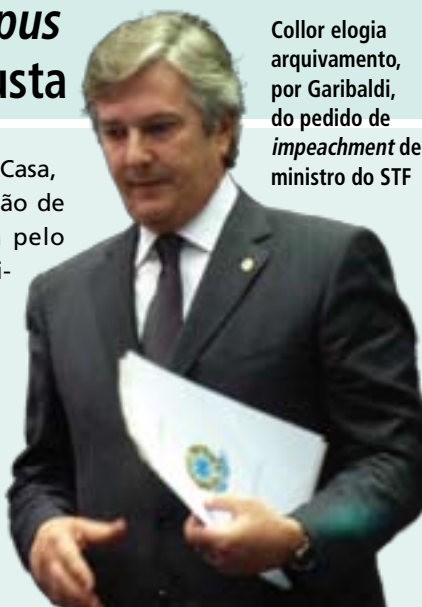 pus
usta
Casa,
ão de
pelo
i-
Collor elogia
arquivamento,
por Garibaldi,
do pedido de
impeachment de
ministro do STF